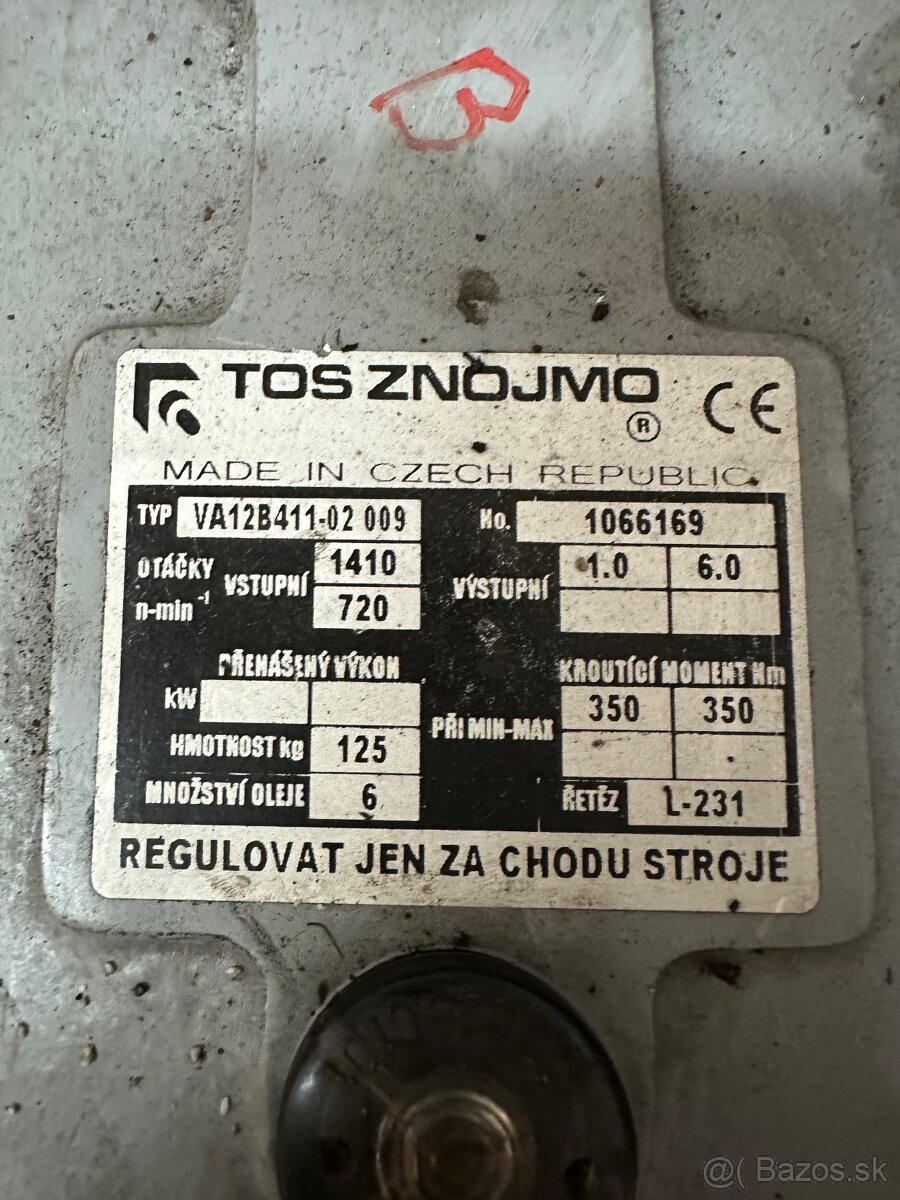 TOS ZNOJMO
® CE
MADE IN CZECH REPUBLIC
TYP VA12B411-02 009 No. 1066169
OTÁČKY n-min⁻¹ VSTUPNÍ 1410 720 VÝSTUPNÍ 1.0 6.0
PŘENÁŠENÝ VÝKON KROUTÍCÍ MOMENT Nm
kW PŘI MIN-MAX 350 350
HMOTNOST kg 125
MNOŽSTVÍ OLEJE 6 ŘETĚZ L-231
REGULOVAT JEN ZA CHODU STROJE
@( Bazos.sk